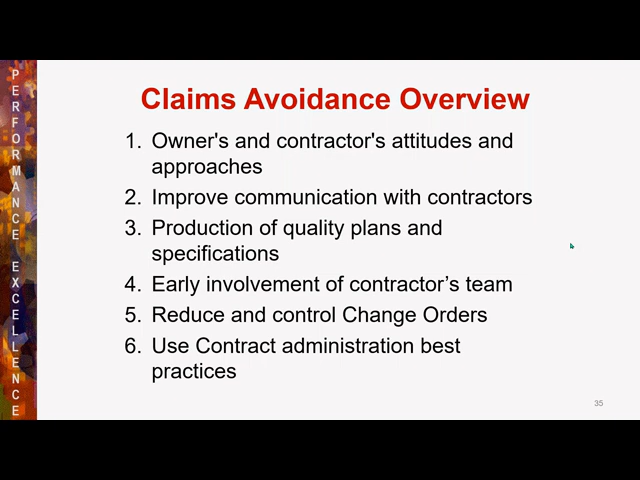 PERFORMANCE EXCELLENCE
Claims Avoidance Overview
1. Owner's and contractor's attitudes and
approaches
2. Improve communication with contractors
3. Production of quality plans and
specifications
4. Early involvement of contractor’s team
5. Reduce and control Change Orders
6. Use Contract administration best
practices
35